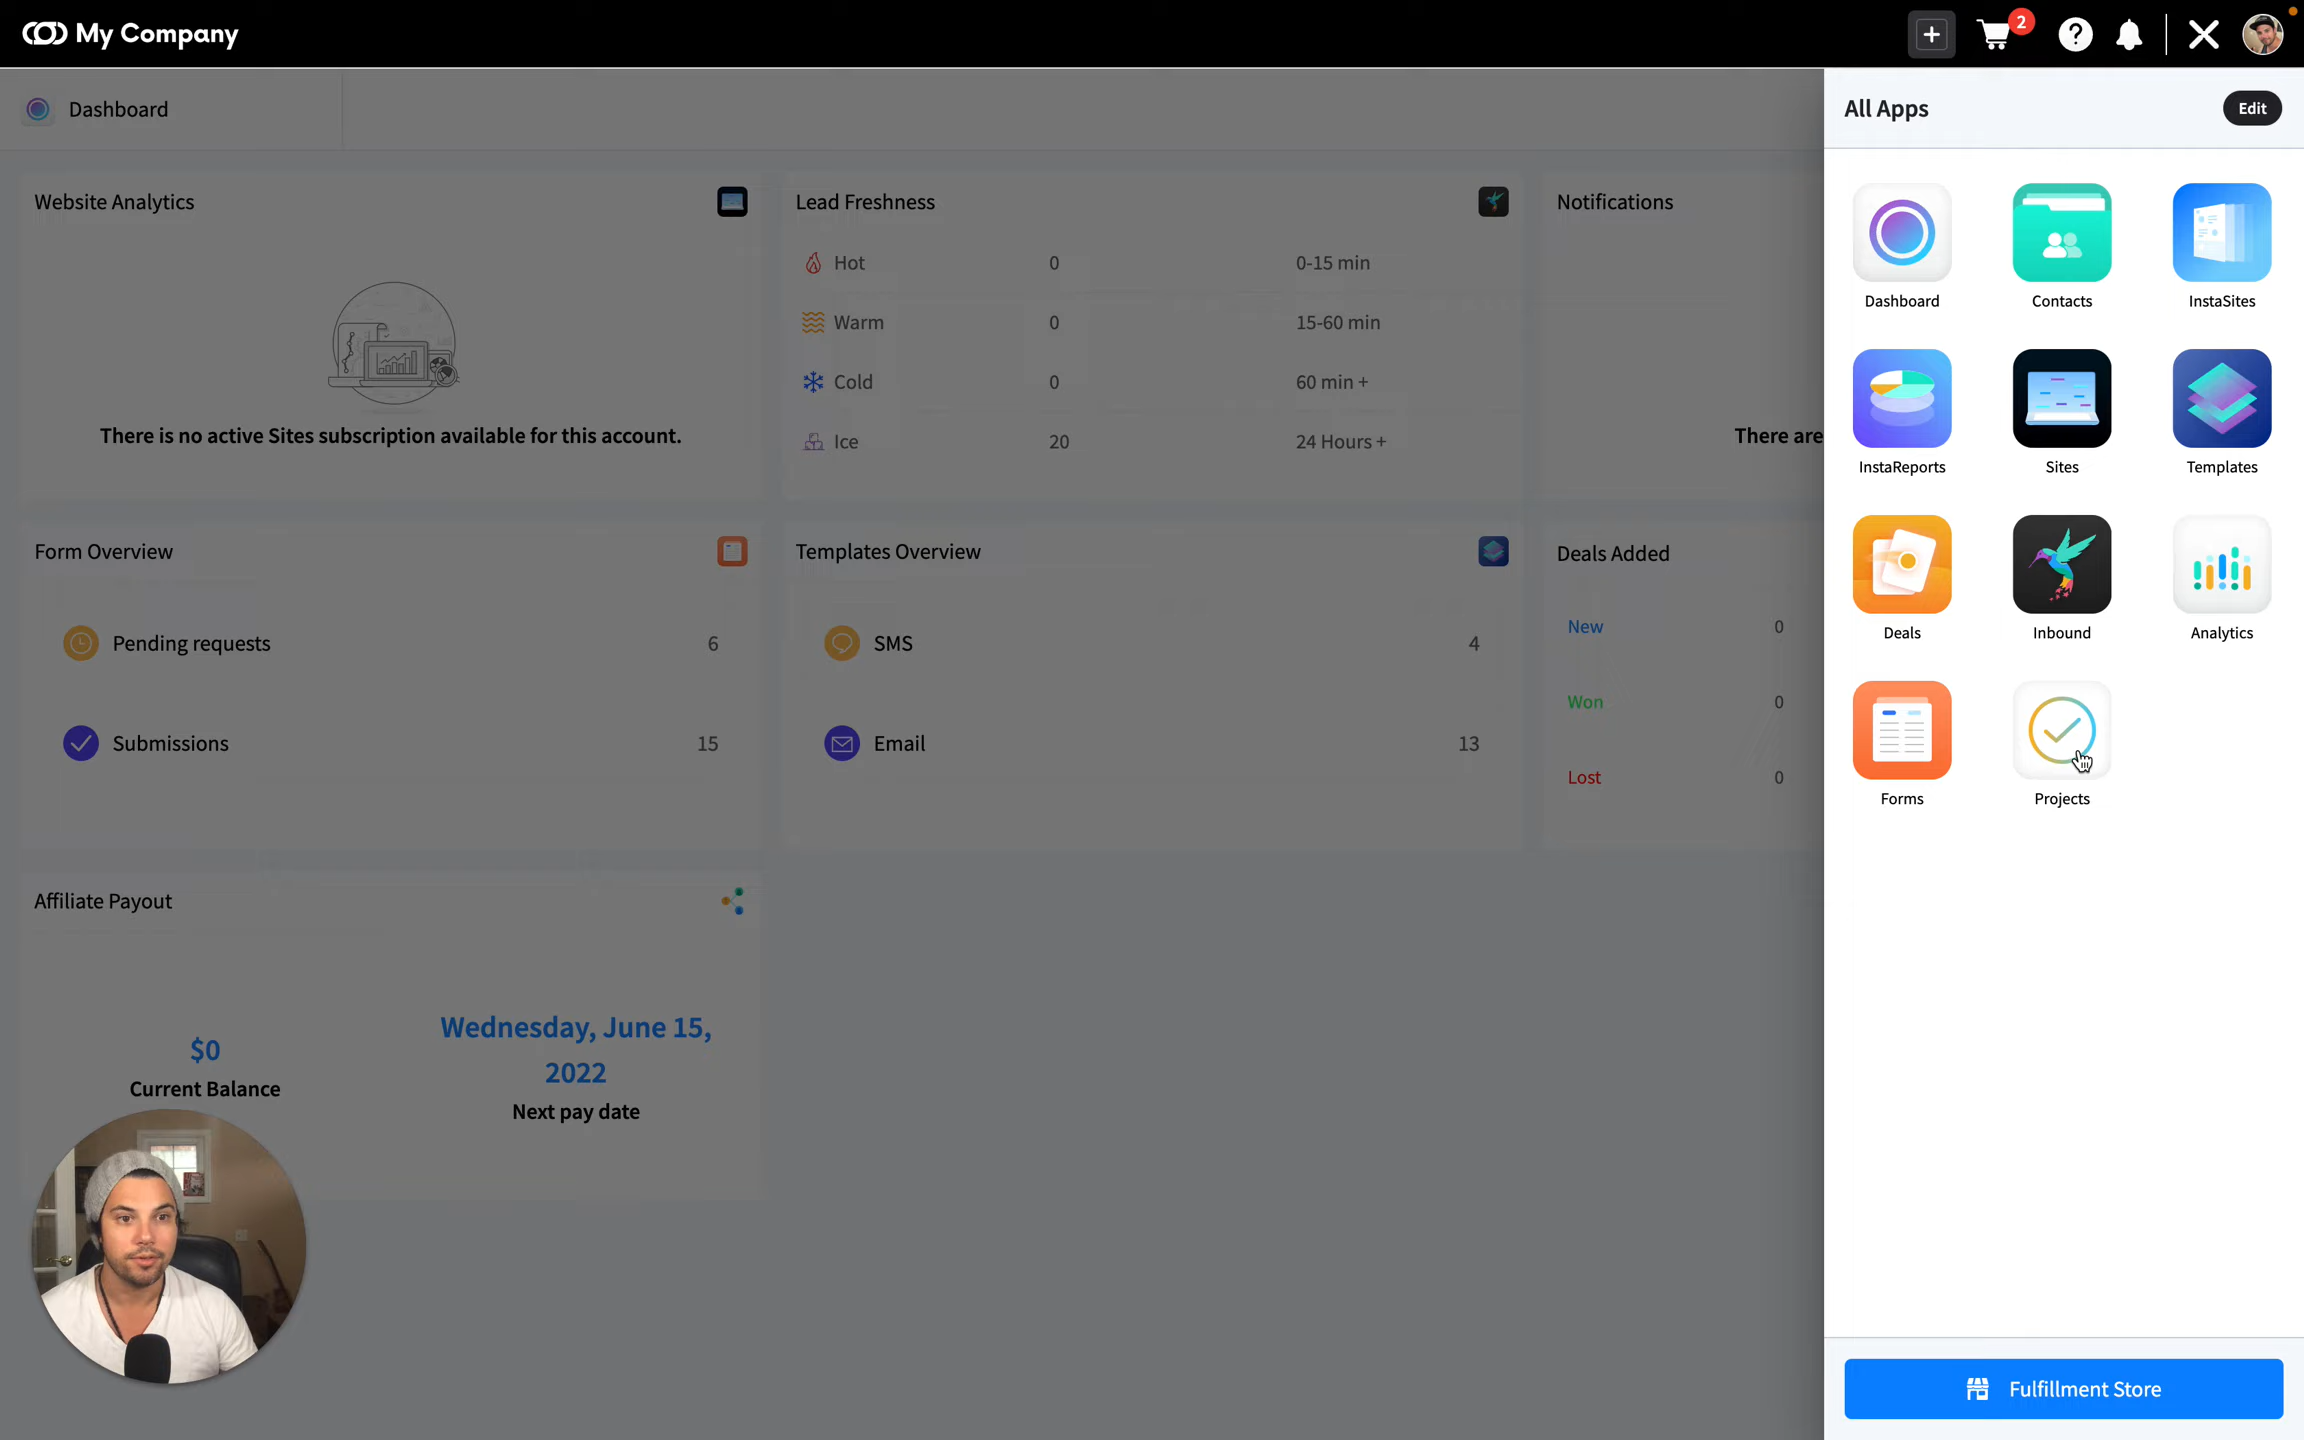 My Company
2
Dashboard
All Apps
Edit
Website Analytics
There is no active Sites subscription available for this account.
Lead Freshness
Hot 0 0-15 min
Warm 0 15-60 min
Cold 0 60 min +
Ice 20 24 Hours +
Notifications
There are
Form Overview
Pending requests 6
Submissions 15
Templates Overview
SMS 4
Email 13
Deals Added
New 0
Won 0
Lost 0
Affiliate Payout
$0
Current Balance
Wednesday, June 15,
2022
Next pay date
Dashboard
Contacts
InstaSites
InstaReports
Sites
Templates
Deals
Inbound
Analytics
Forms
Projects
Fulfillment Store